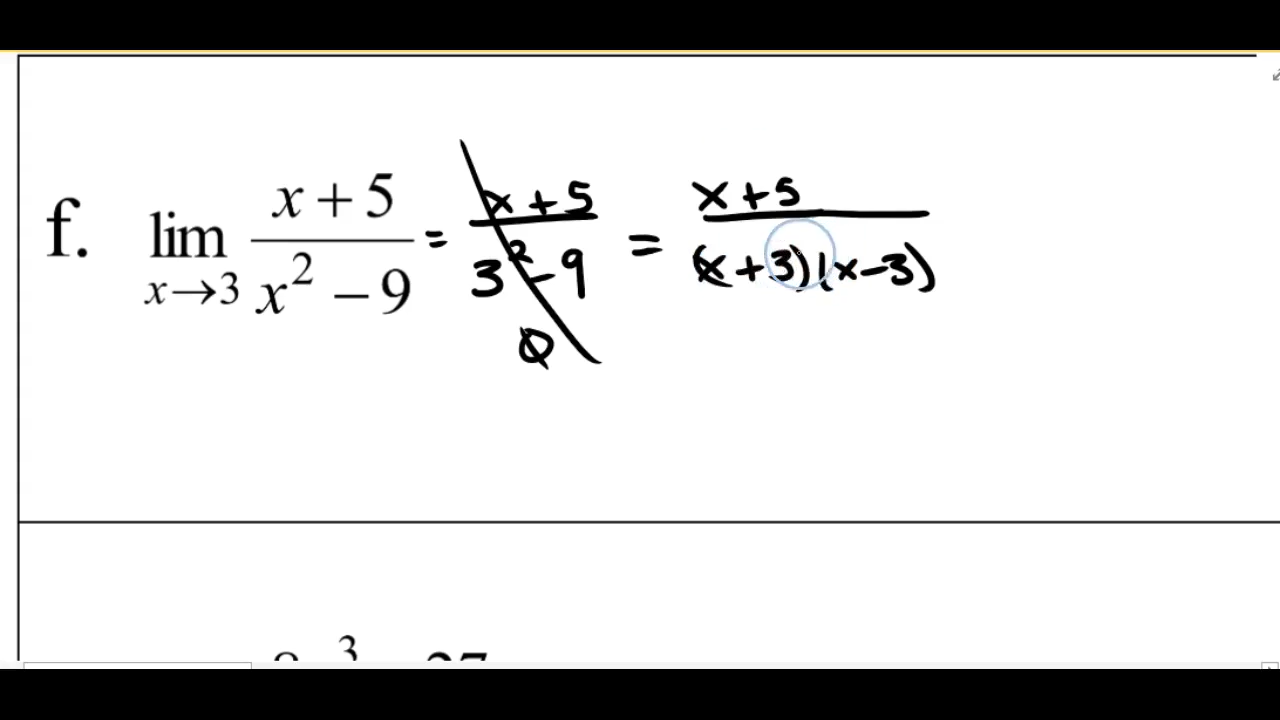 f. lim x→3 x + 5 / x² − 9 = x + 5 / 3² − 9 = x + 5 / (x + 3)(x − 3)
0